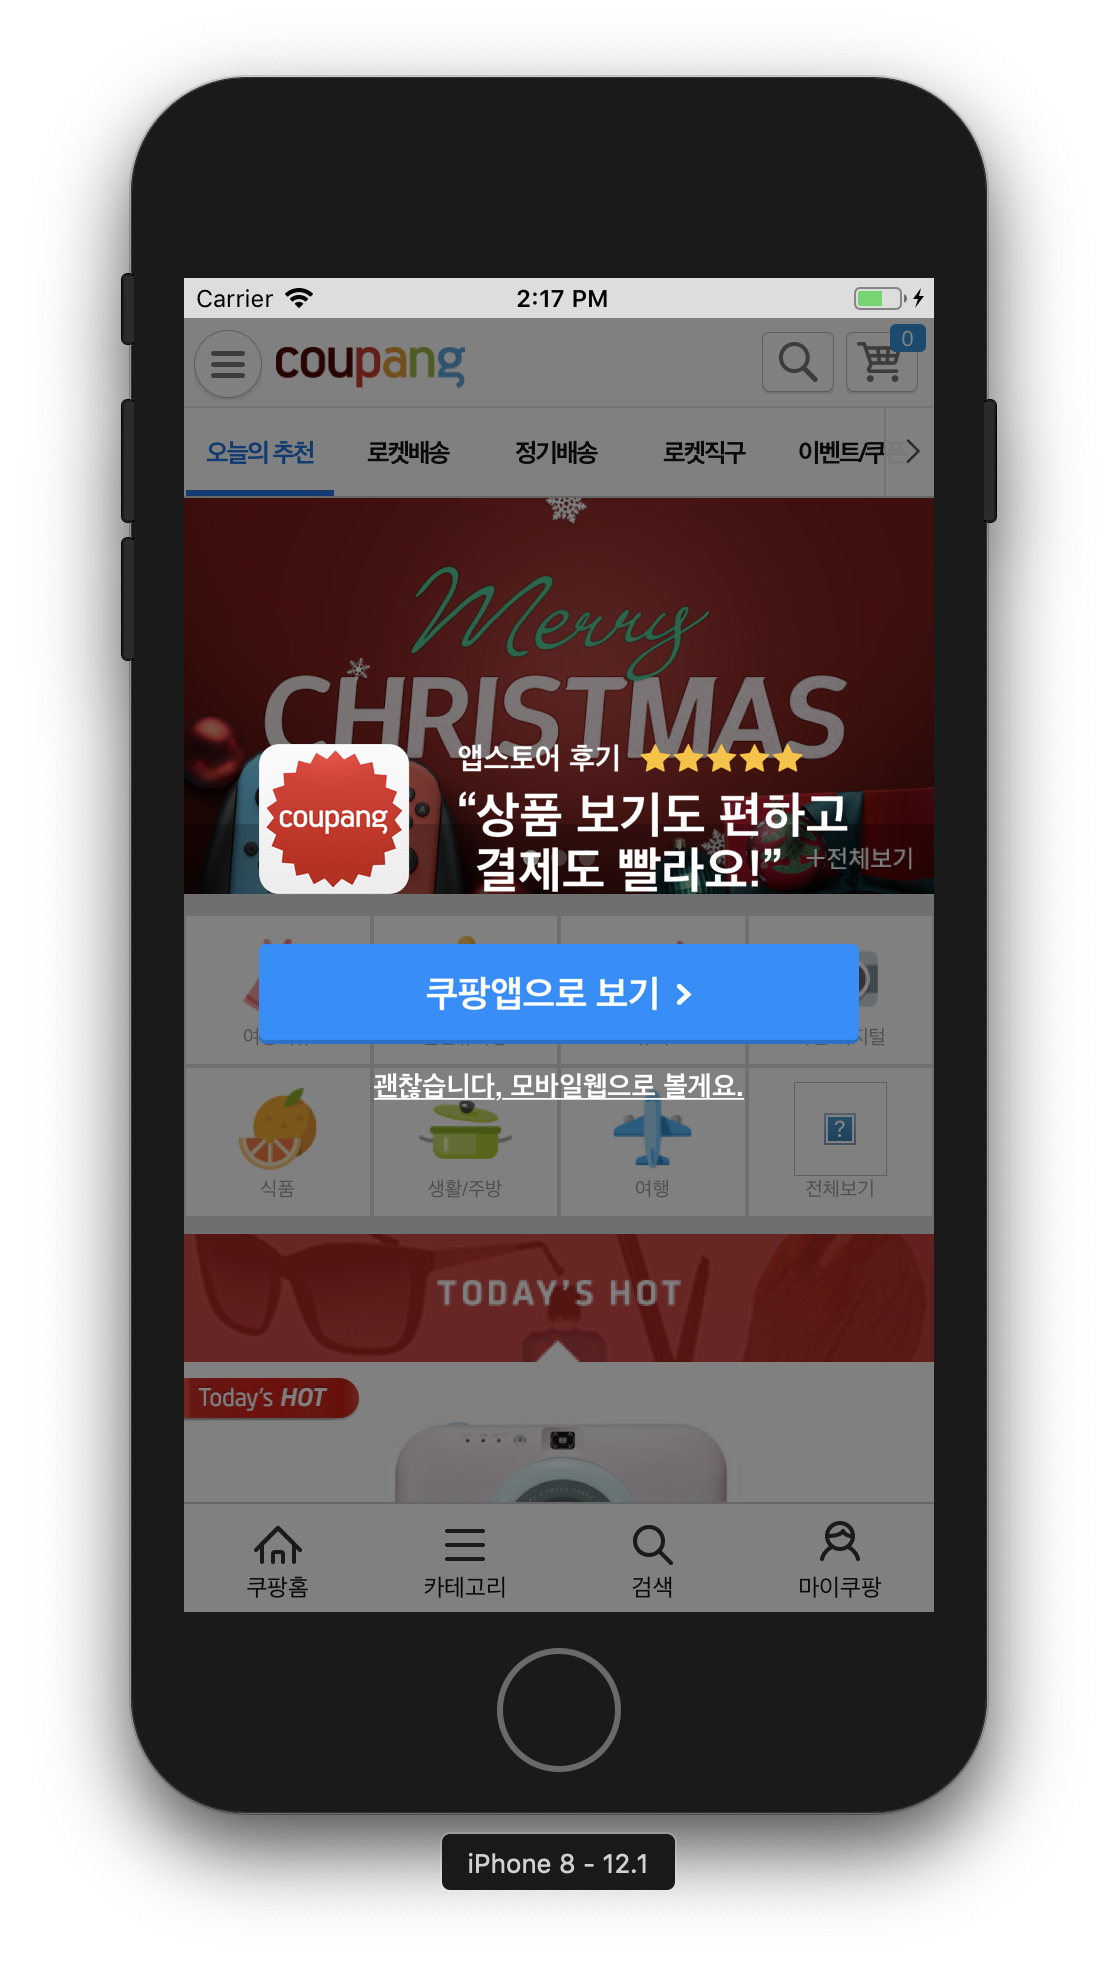 Carrier
2:17 PM
coupang
0
오늘의 추천
로켓배송
정기배송
로켓직구
이벤트/쿠폰
Merry
CHRISTMAS
coupang
앱스토어 후기
“상품 보기도 편하고
결제도 빨라요!”
+전체보기
쿠팡앱으로 보기
괜찮습니다, 모바일웹으로 볼게요.
식품
생활/주방
여행
전체보기
TODAY'S HOT
Today's HOT
쿠팡홈
카테고리
검색
마이쿠팡
iPhone 8 - 12.1